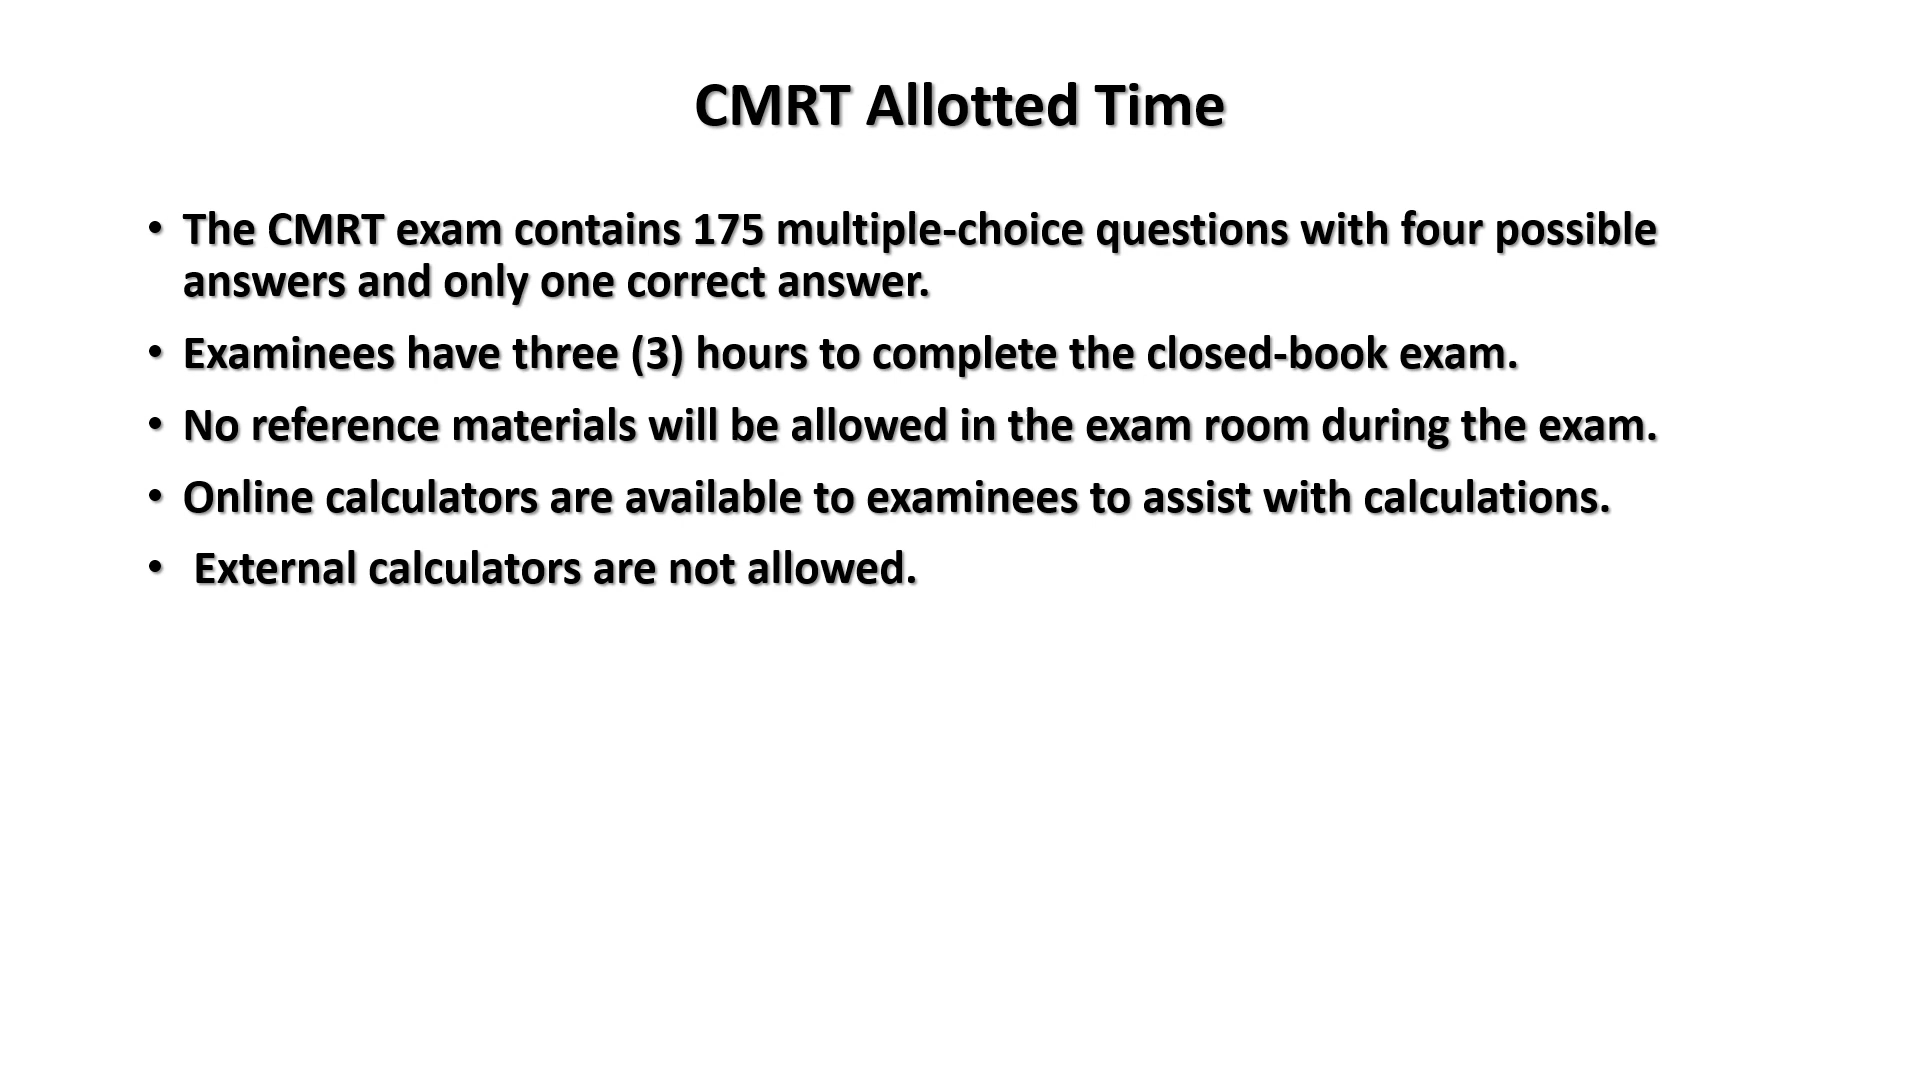 CMRT Allotted Time
• The CMRT exam contains 175 multiple-choice questions with four possible
answers and only one correct answer.
• Examinees have three (3) hours to complete the closed-book exam.
• No reference materials will be allowed in the exam room during the exam.
• Online calculators are available to examinees to assist with calculations.
• External calculators are not allowed.